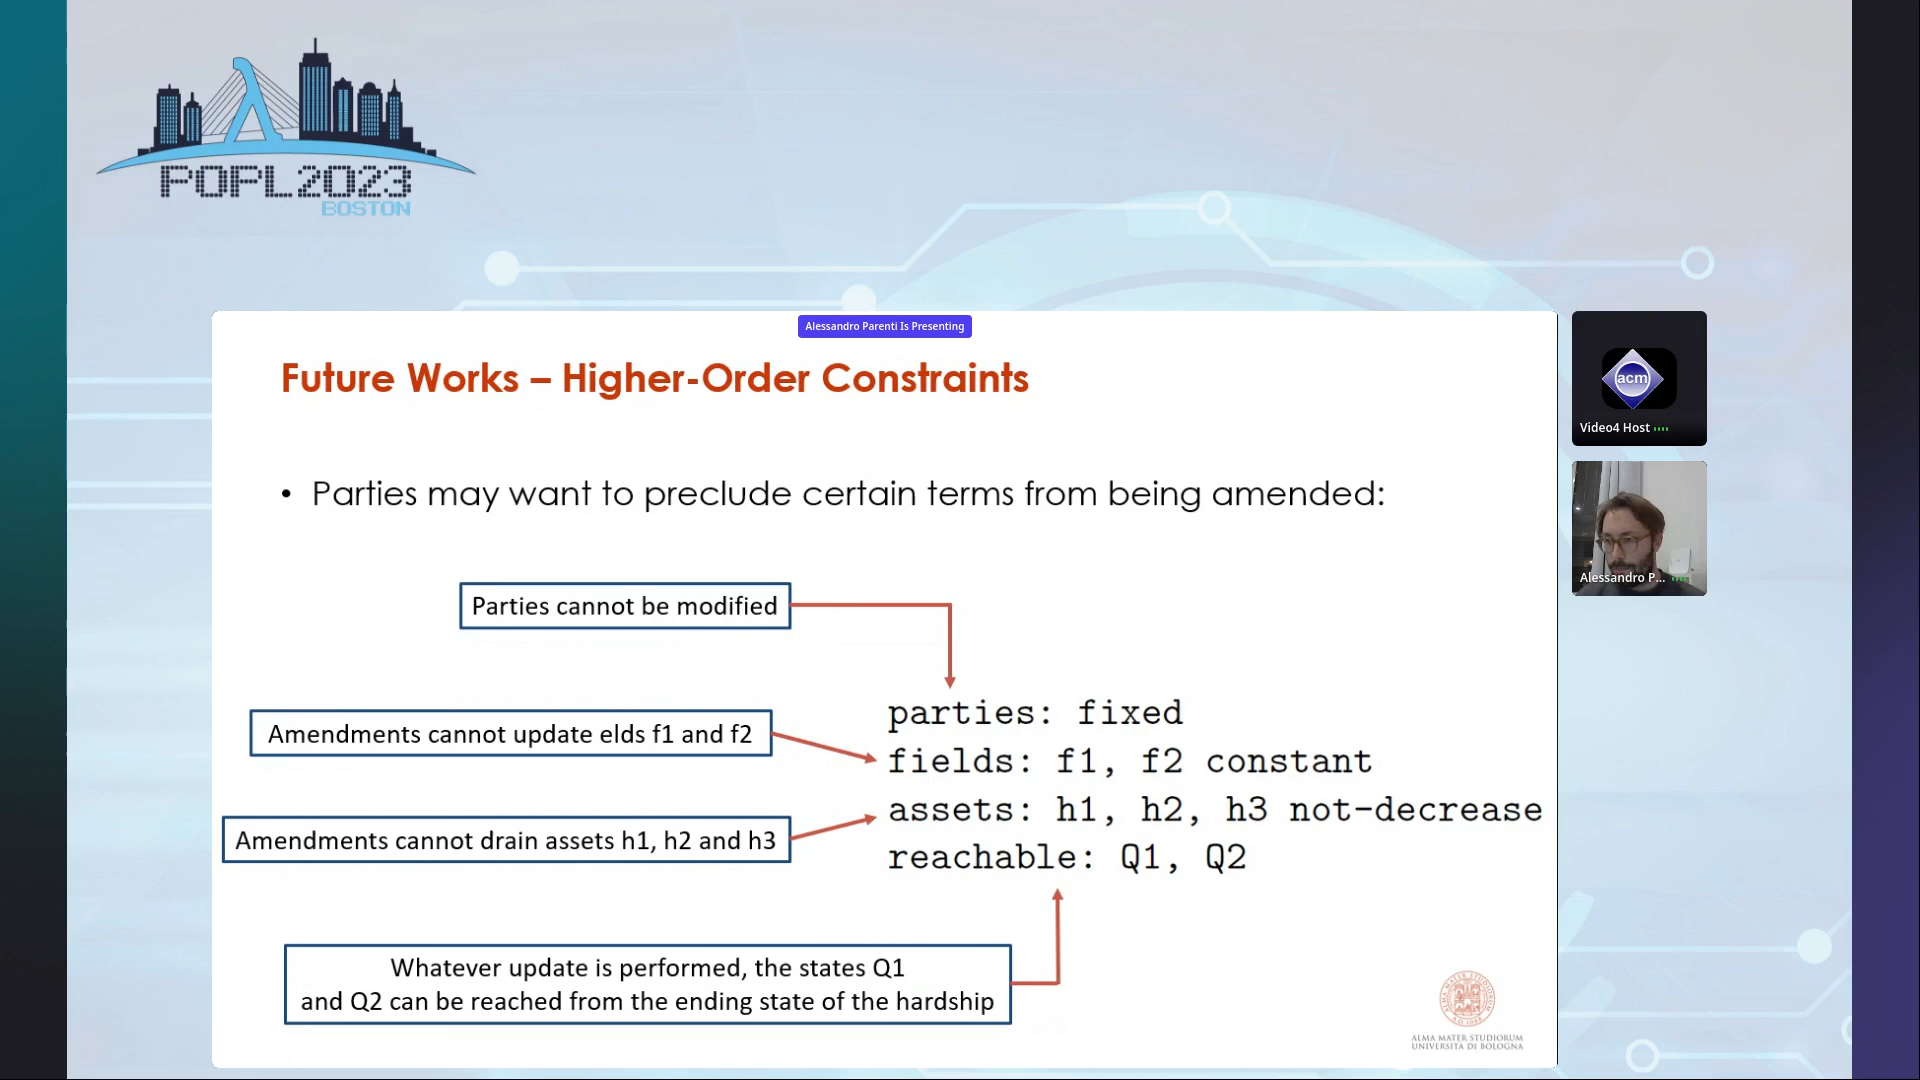 POPL2023
BOSTON
Alessandro Parenti Is Presenting
Future Works – Higher-Order Constraints
acm
Video4 Host
• Parties may want to preclude certain terms from being amended:
Alessandro P...
Parties cannot be modified
parties: fixed
Amendments cannot update elds f1 and f2
fields: f1, f2 constant
assets: h1, h2, h3 not-decrease
Amendments cannot drain assets h1, h2 and h3
reachable: Q1, Q2
Whatever update is performed, the states Q1
and Q2 can be reached from the ending state of the hardship
ALMA MATER STUDIORUM
UNIVERSITÀ DI BOLOGNA